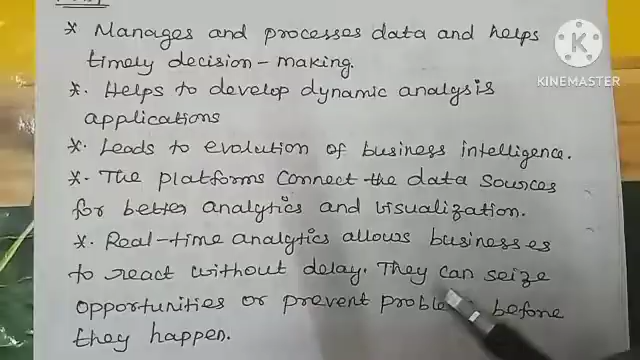 * Manages and processes data and helps
timely decision-making.
*. Helps to develop dynamic analysis
applications
*. Leads to evolution of business intelligence.
*. The platforms connect the data sources
for better analytics and visualization.
*. Real-time analytics allows businesses
to react without delay. They can seize
opportunities or prevent problems before
they happen.
KINEMASTER